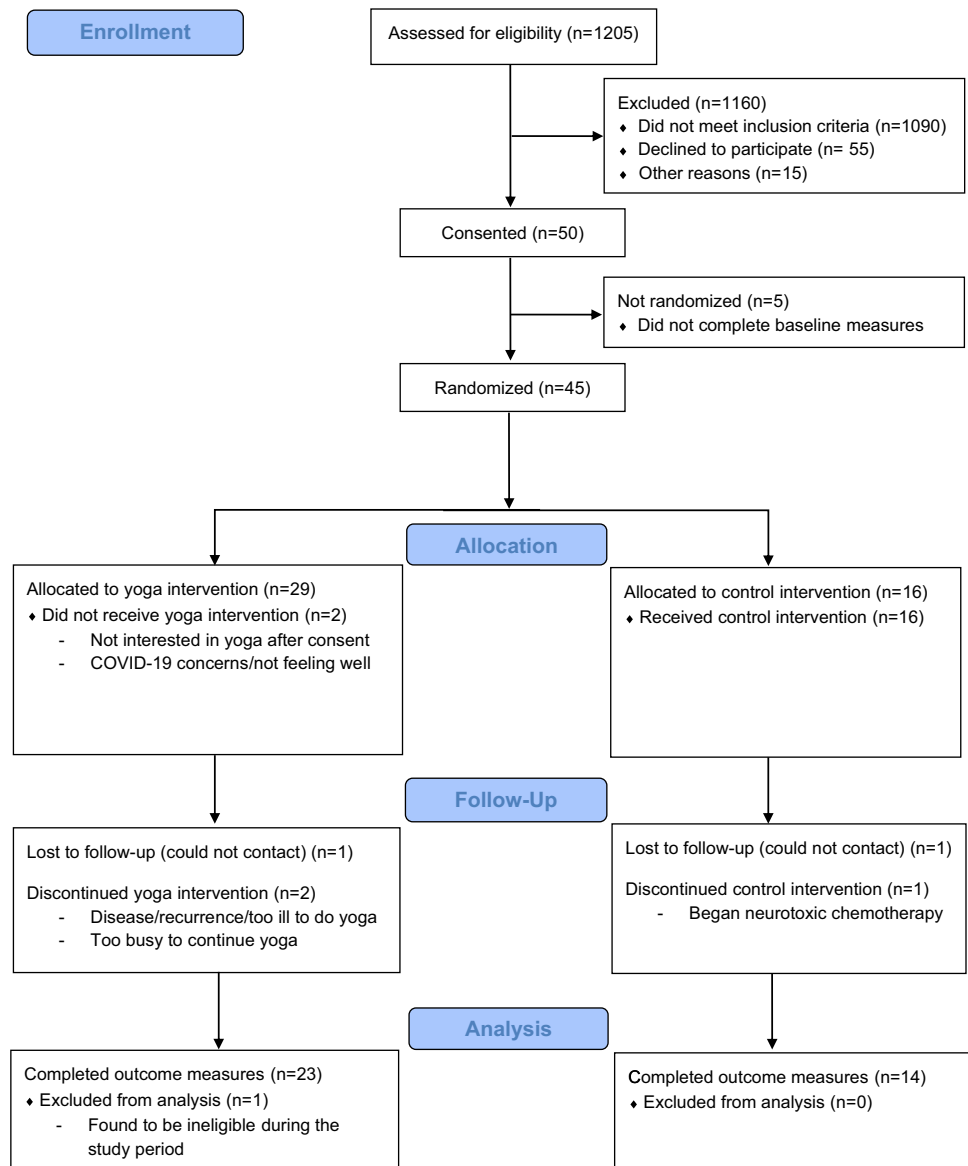 Enrollment
Assessed for eligibility (n=1205)
Excluded (n=1160)
♦ Did not meet inclusion criteria (n=1090)
♦ Declined to participate (n= 55)
♦ Other reasons (n=15)
Consented (n=50)
Not randomized (n=5)
♦ Did not complete baseline measures
Randomized (n=45)
Allocation
Allocated to yoga intervention (n=29)
♦ Did not receive yoga intervention (n=2)
- Not interested in yoga after consent
- COVID-19 concerns/not feeling well
Allocated to control intervention (n=16)
♦ Received control intervention (n=16)
Follow-Up
Lost to follow-up (could not contact) (n=1)
Discontinued yoga intervention (n=2)
- Disease/recurrence/too ill to do yoga
- Too busy to continue yoga
Lost to follow-up (could not contact) (n=1)
Discontinued control intervention (n=1)
- Began neurotoxic chemotherapy
Analysis
Completed outcome measures (n=23)
♦ Excluded from analysis (n=1)
- Found to be ineligible during the
study period
Completed outcome measures (n=14)
♦ Excluded from analysis (n=0)